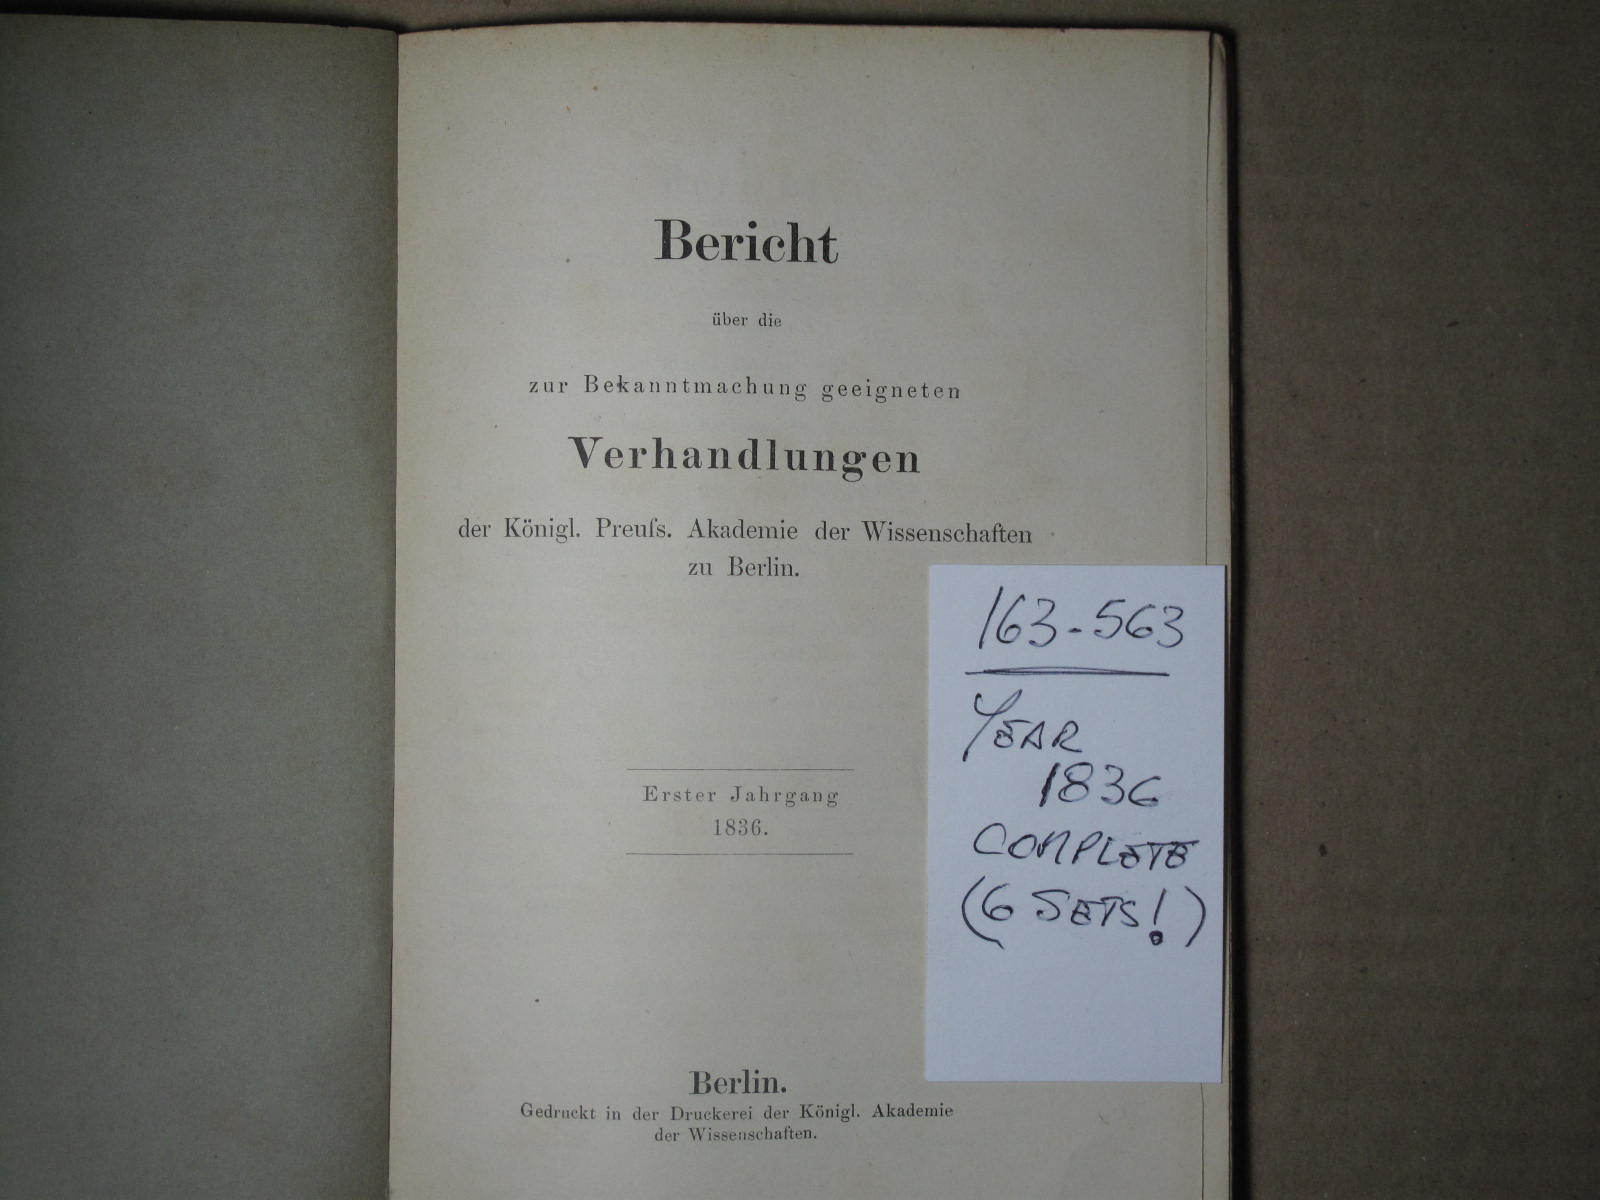 Bericht
über die
zur Bekanntmachung geeigneten
Verhandlungen
der Königl. Preuſs. Akademie der Wissenschaften
zu Berlin.
Erster Jahrgang
1836.
Berlin.
Gedruckt in der Druckerei der Königl. Akademie
der Wissenschaften.
163-563
YEAR
1836
COMPLETE
(6 SETS!)